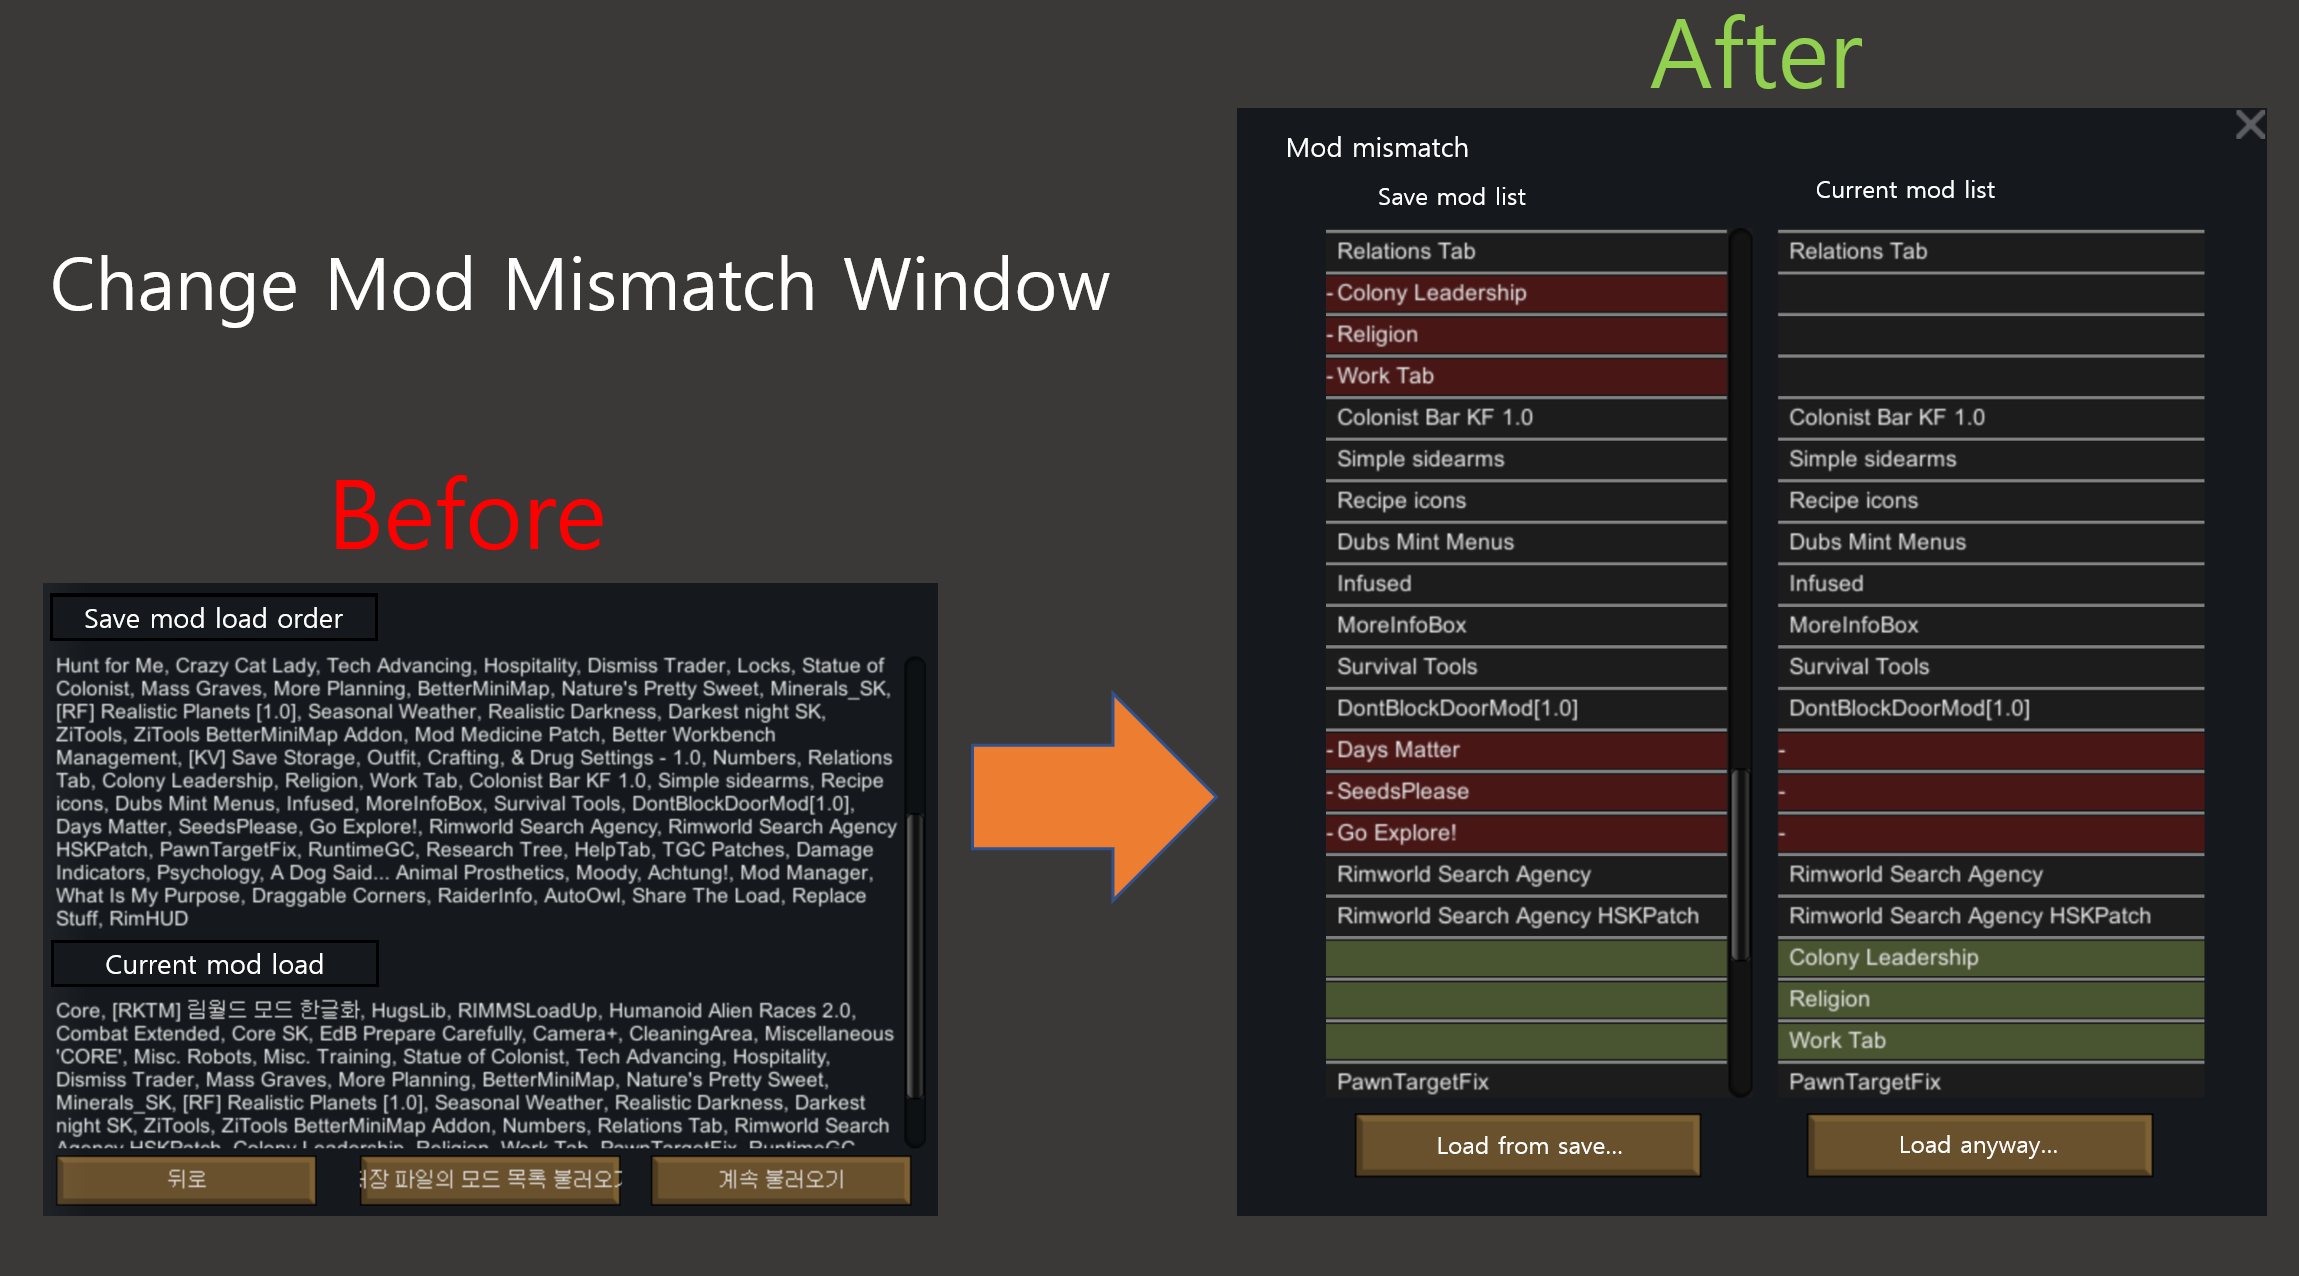 After
Change Mod Mismatch Window
Before
Save mod load order
Hunt for Me, Crazy Cat Lady, Tech Advancing, Hospitality, Dismiss Trader, Locks, Statue of
Colonist, Mass Graves, More Planning, BetterMiniMap, Nature's Pretty Sweet, Minerals_SK,
[RF] Realistic Planets [1.0], Seasonal Weather, Realistic Darkness, Darkest night SK,
ZiTools, ZiTools BetterMiniMap Addon, Mod Medicine Patch, Better Workbench
Management, [KV] Save Storage, Outfit, Crafting, & Drug Settings - 1.0, Numbers, Relations
Tab, Colony Leadership, Religion, Work Tab, Colonist Bar KF 1.0, Simple sidearms, Recipe
icons, Dubs Mint Menus, Infused, MoreInfoBox, Survival Tools, DontBlockDoorMod[1.0],
Days Matter, SeedsPlease, Go Explore!, Rimworld Search Agency, Rimworld Search Agency
HSKPatch, PawnTargetFix, RuntimeGC, Research Tree, HelpTab, TGC Patches, Damage
Indicators, Psychology, A Dog Said... Animal Prosthetics, Moody, Achtung!, Mod Manager,
What Is My Purpose, Draggable Corners, RaiderInfo, AutoOwl, Share The Load, Replace
Stuff, RimHUD
Current mod load
Core, [RKTM] 림월드 모드 한글화, HugsLib, RIMMSLoadUp, Humanoid Alien Races 2.0,
Combat Extended, Core SK, EdB Prepare Carefully, Camera+, CleaningArea, Miscellaneous
'CORE', Misc. Robots, Misc. Training, Statue of Colonist, Tech Advancing, Hospitality,
Dismiss Trader, Mass Graves, More Planning, BetterMiniMap, Nature's Pretty Sweet,
Minerals_SK, [RF] Realistic Planets [1.0], Seasonal Weather, Realistic Darkness, Darkest
night SK, ZiTools, ZiTools BetterMiniMap Addon, Numbers, Relations Tab, Rimworld Search
Agency HSKPatch, Colony Leadership, Religion, Work Tab, PawnTargetFix, RuntimeGC,
뒤로
파일의 모드 목록 불러오기
계속 불러오기
Mod mismatch
Save mod list
Current mod list
Relations Tab
Relations Tab
- Colony Leadership
- Religion
- Work Tab
Colonist Bar KF 1.0
Colonist Bar KF 1.0
Simple sidearms
Simple sidearms
Recipe icons
Recipe icons
Dubs Mint Menus
Dubs Mint Menus
Infused
Infused
MoreInfoBox
MoreInfoBox
Survival Tools
Survival Tools
DontBlockDoorMod[1.0]
DontBlockDoorMod[1.0]
- Days Matter
-
- SeedsPlease
-
- Go Explore!
-
Rimworld Search Agency
Rimworld Search Agency
Rimworld Search Agency HSKPatch
Rimworld Search Agency HSKPatch
Colony Leadership
Religion
Work Tab
PawnTargetFix
PawnTargetFix
Load from save...
Load anyway...